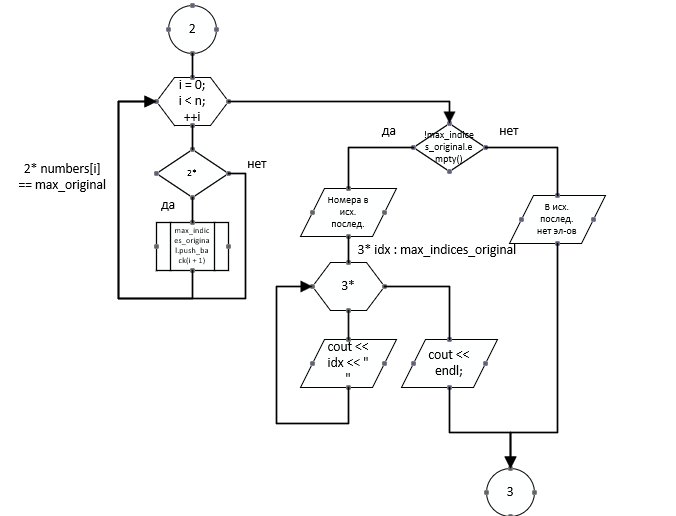 2
i = 0;
i < n;
++i
2* numbers[i]
== max_original
2*
нет
да
max_indic
es_origina
l.push_ba
ck(i + 1)
!max_indice
s_original.e
mpty()
да
нет
Номера в
исх.
послед.
В исх.
послед.
нет эл-ов
3* idx : max_indices_original
3*
cout <<
idx << "
"
cout <<
endl;
3